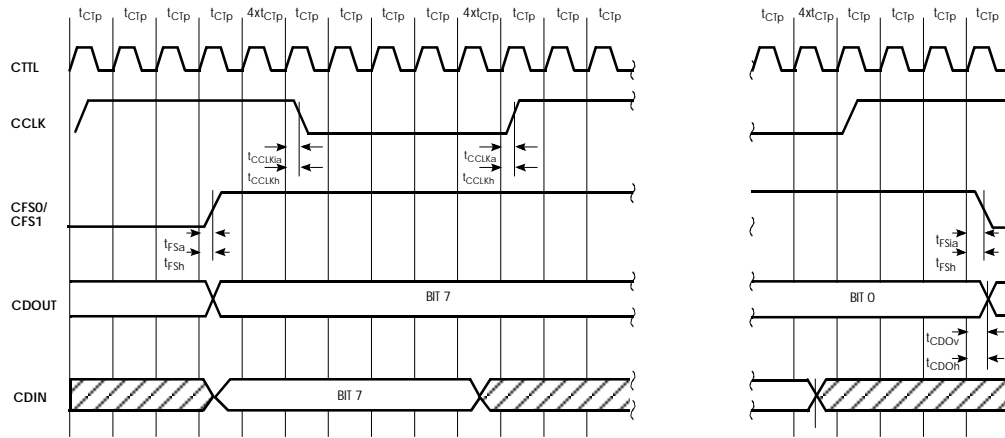 tCTp tCTp tCTp tCTp 4xtCTp tCTp tCTp tCTp tCTp 4xtCTp tCTp tCTp tCTp tCTp 4xtCTp tCTp tCTp tCTp tCTp
CTTL
CCLK
tCCLKia tCCLKa
tCCLKh tCCLKh
CFS0/
CFS1
tFSa tFSia
tFSh tFSh
CDOUT BIT 7 BIT 0
tCDOv
tCDOh
CDIN BIT 7